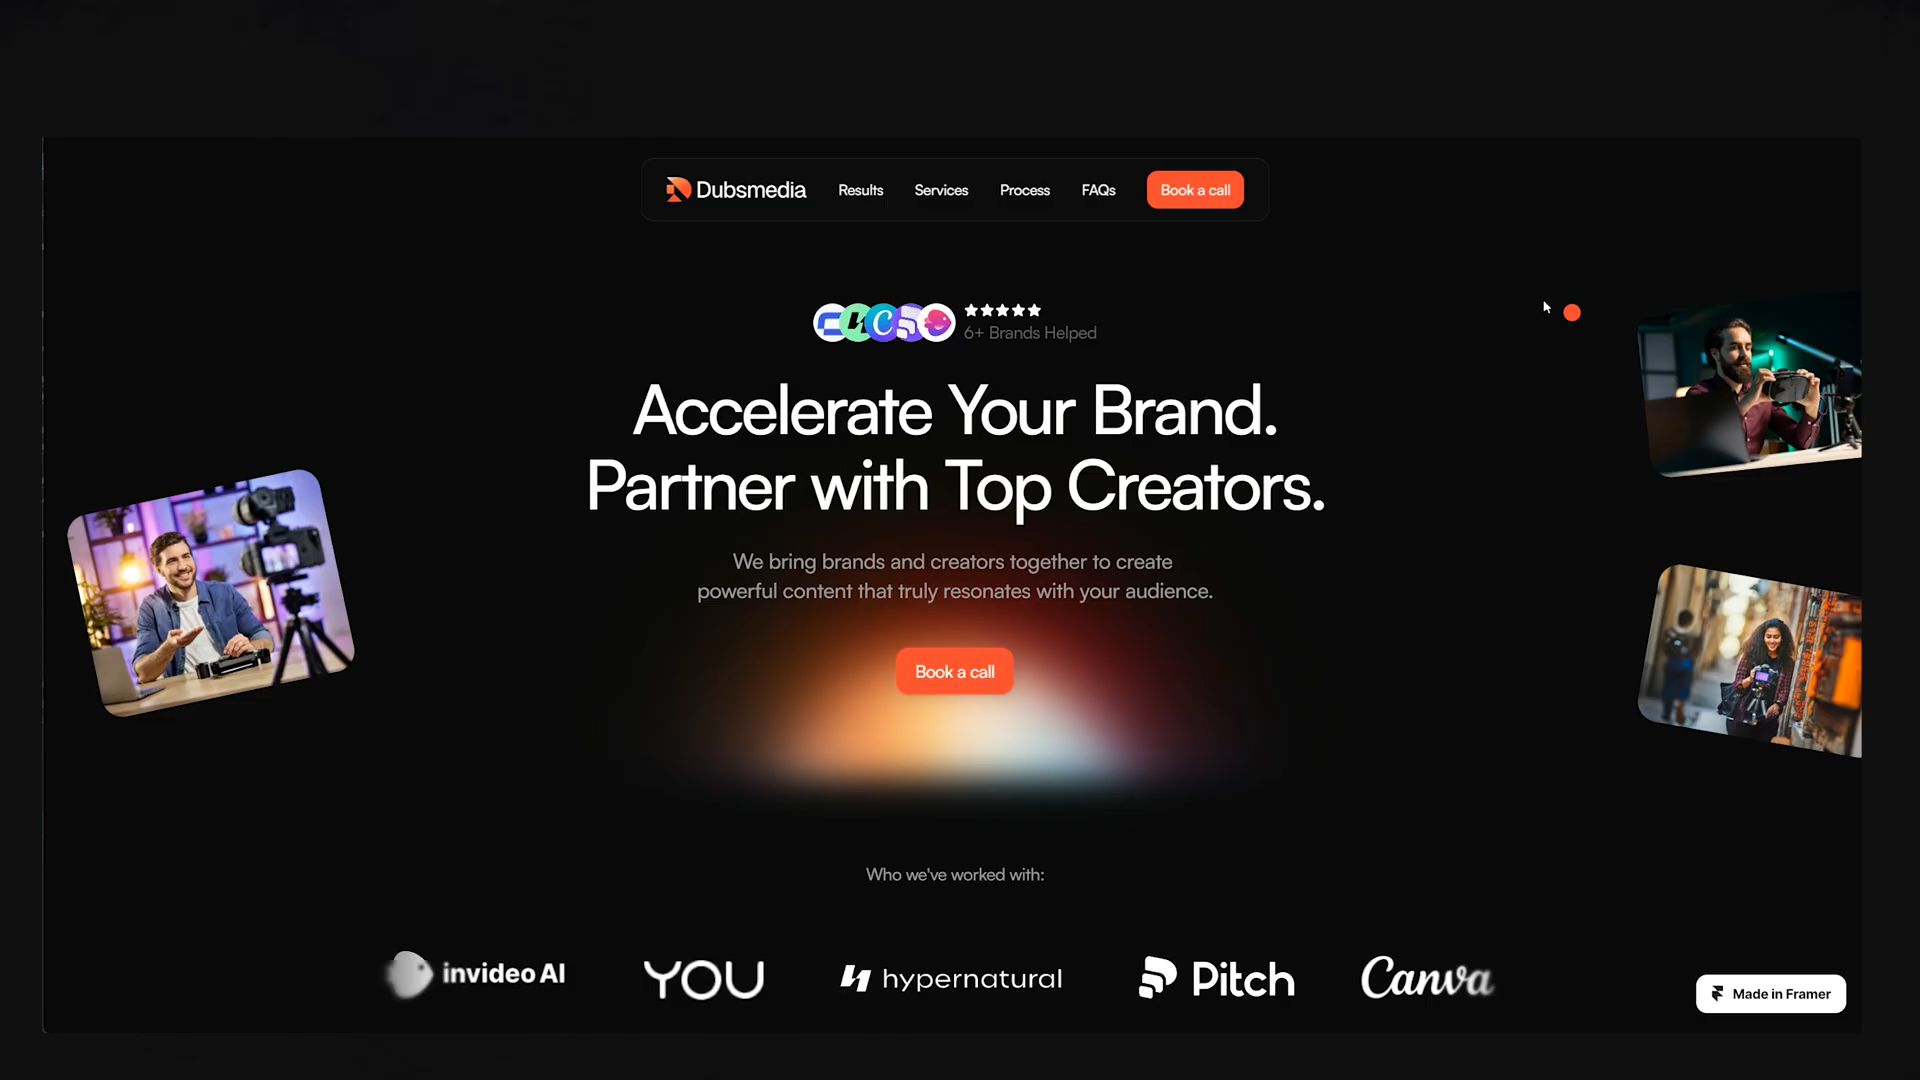 Dubsmedia Results Services Process FAQs Book a call
6+ Brands Helped
Accelerate Your Brand.
Partner with Top Creators.
We bring brands and creators together to create
powerful content that truly resonates with your audience.
Book a call
Who we've worked with:
invideo AI YOU hypernatural Pitch Canva
Made in Framer